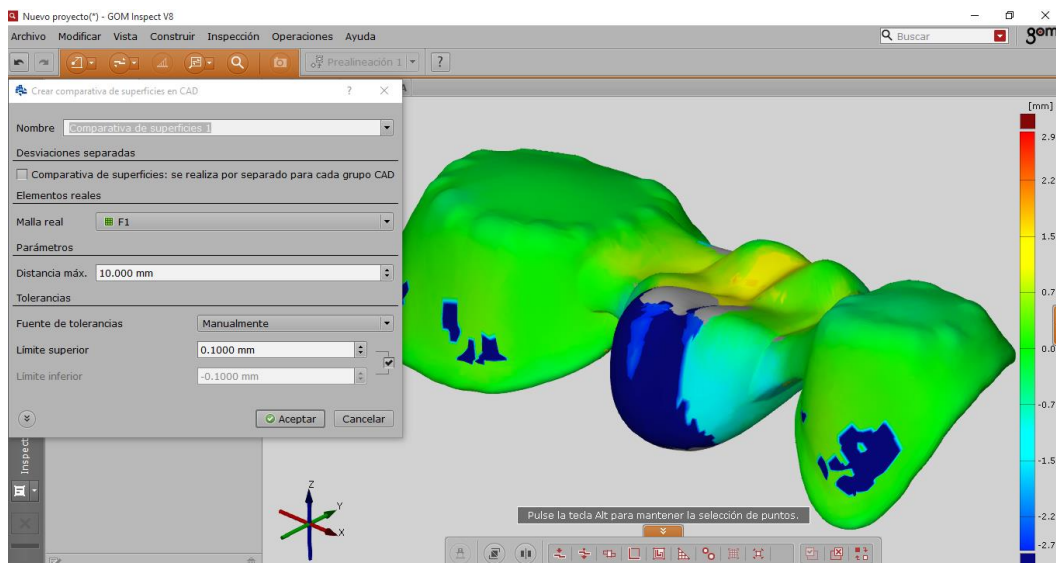 Nuevo proyecto(*) - GOM Inspect V8
Archivo Modificar Vista Construir Inspección Operaciones Ayuda
Buscar
gom
Prealineación 1
?
Crear comparativa de superficies en CAD
?
Nombre Comparativa de superficies 1
Desviaciones separadas
Comparativa de superficies: se realiza por separado para cada grupo CAD
Elementos reales
Malla real F1
Parámetros
Distancia máx. 10.000 mm
Tolerancias
Fuente de tolerancias Manualmente
Límite superior 0.1000 mm
Límite inferior -0.1000 mm
Aceptar Cancelar
Inspecc
[mm]
2.9
2.2
1.5
0.7
0.0
-0.7
-1.5
-2.2
-2.7
Z
Y
X
Pulse la tecla Alt para mantener la selección de puntos.